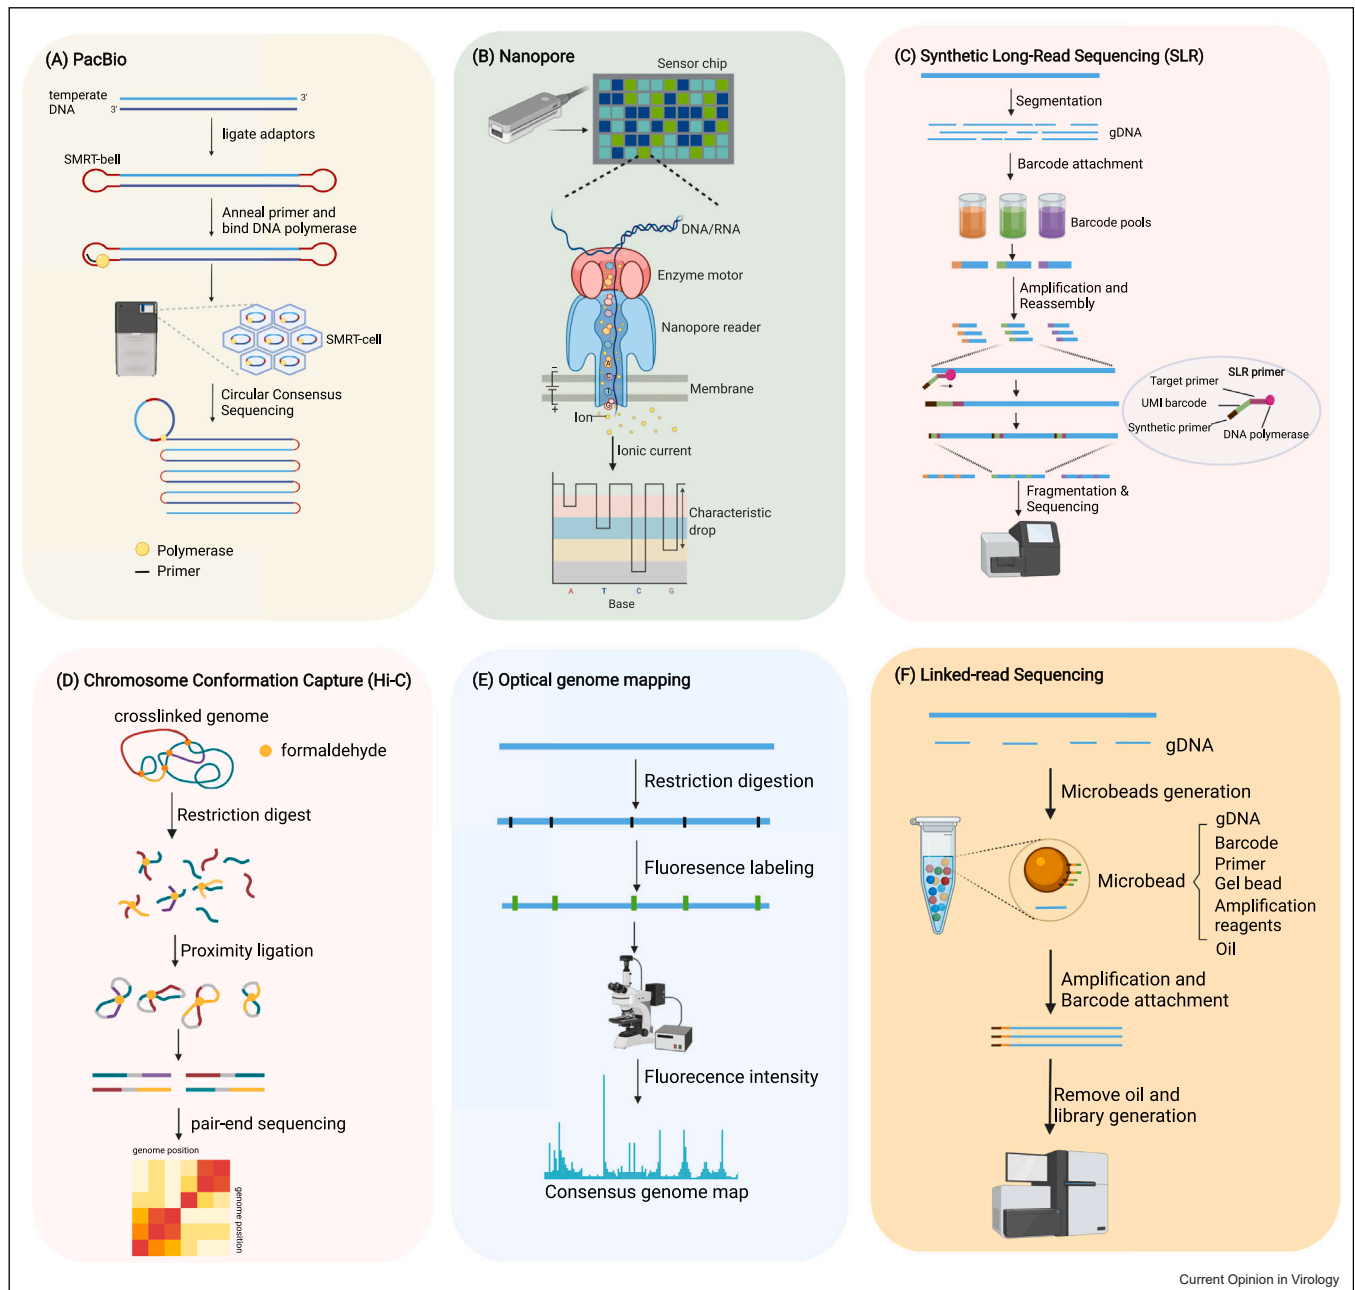 (A) PacBio
temperate
DNA
3'
3'
ligate adaptors
SMRT-bell
Anneal primer and
bind DNA polymerase
SMRT-cell
Circular Consensus
Sequencing
Polymerase
Primer
(B) Nanopore
Sensor chip
DNA/RNA
Enzyme motor
Nanopore reader
A
T
G
−
+
Membrane
Ion
Ionic current
Characteristic
drop
A T C G
Base
(C) Synthetic Long-Read Sequencing (SLR)
Segmentation
gDNA
Barcode attachment
Barcode pools
Amplification and
Reassembly
SLR primer
Target primer
UMI barcode
Synthetic primer
DNA polymerase
Fragmentation &
Sequencing
(D) Chromosome Conformation Capture (Hi-C)
crosslinked genome
formaldehyde
Restriction digest
Proximity ligation
pair-end sequencing
genome position
genome position
(E) Optical genome mapping
Restriction digestion
Fluoresence labeling
Fluorecence intensity
Consensus genome map
(F) Linked-read Sequencing
gDNA
Microbeads generation
Microbead
gDNA
Barcode
Primer
Gel bead
Amplification
reagents
Oil
Amplification and
Barcode attachment
Remove oil and
library generation
Current Opinion in Virology